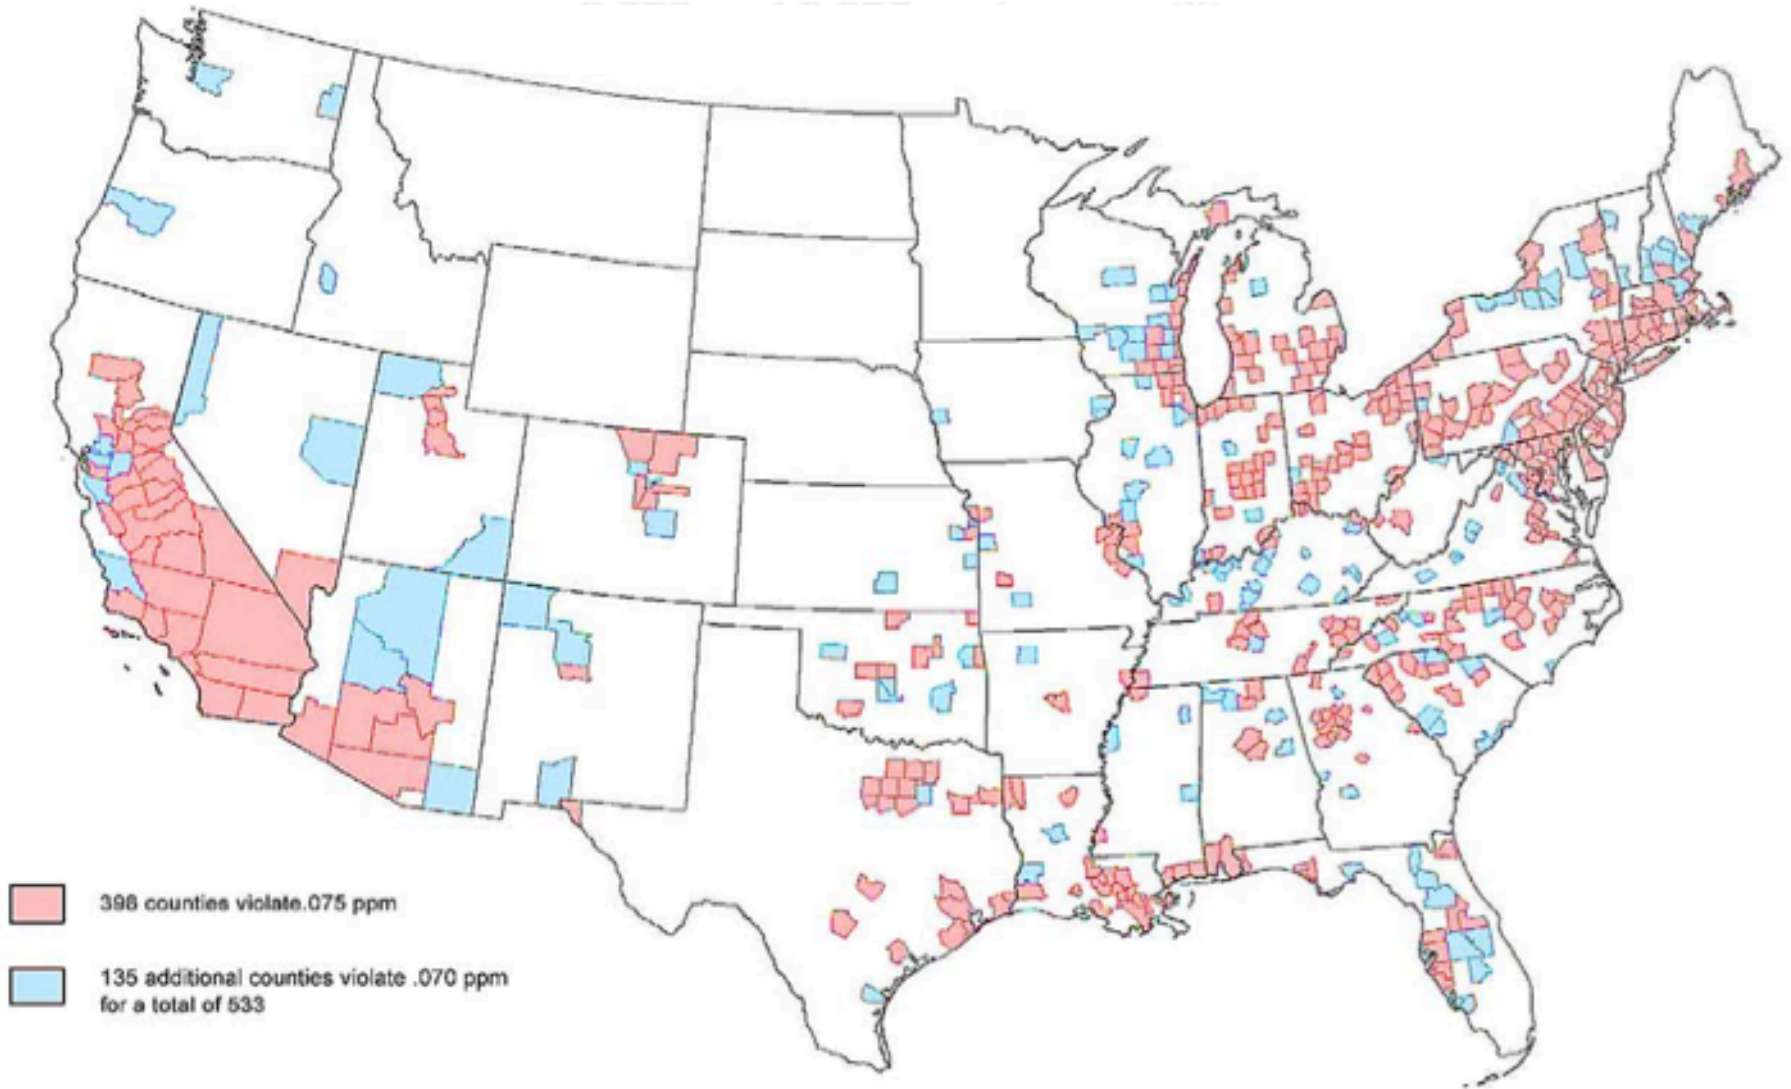 398 counties violate.075 ppm
135 additional counties violate .070 ppm
for a total of 533